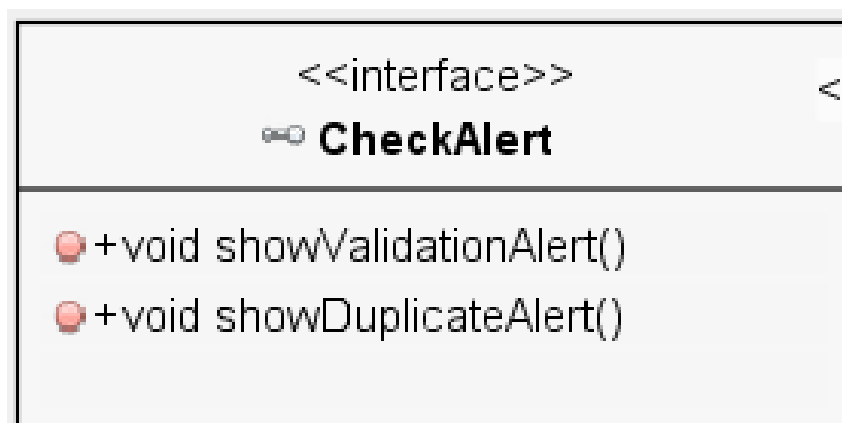 <<interface>>
<
CheckAlert
+void showValidationAlert()
+void showDuplicateAlert()